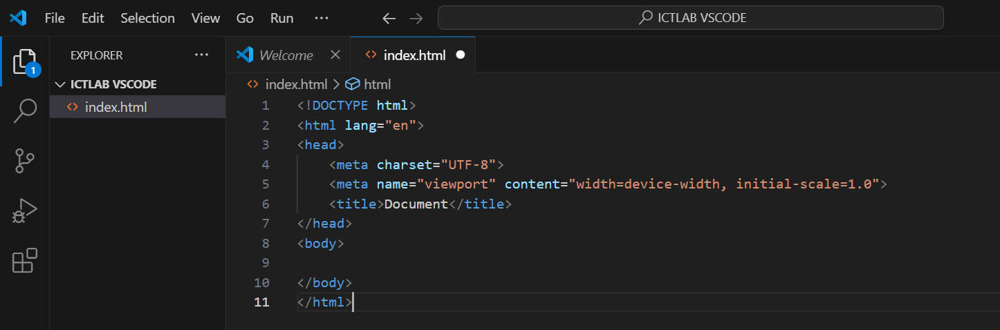 File Edit Selection View Go Run ···
ICTLAB VSCODE
EXPLORER ···
1
ICTLAB VSCODE
index.html
Welcome
index.html
index.html > html
1 <!DOCTYPE html>
2 <html lang="en">
3 <head>
4     <meta charset="UTF-8">
5     <meta name="viewport" content="width=device-width, initial-scale=1.0">
6     <title>Document</title>
7 </head>
8 <body>
9
10 </body>
11 </html>